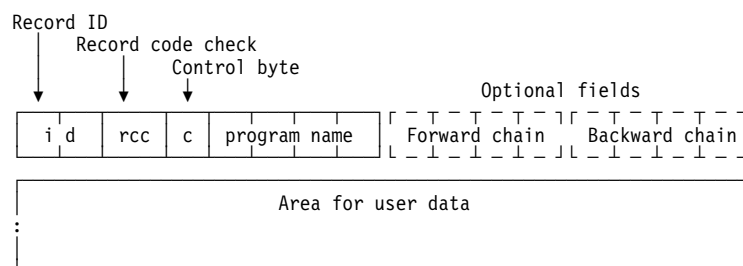 Record ID
Record code check
Control byte
Optional fields
i d rcc c program name Forward chain Backward chain
Area for user data
: